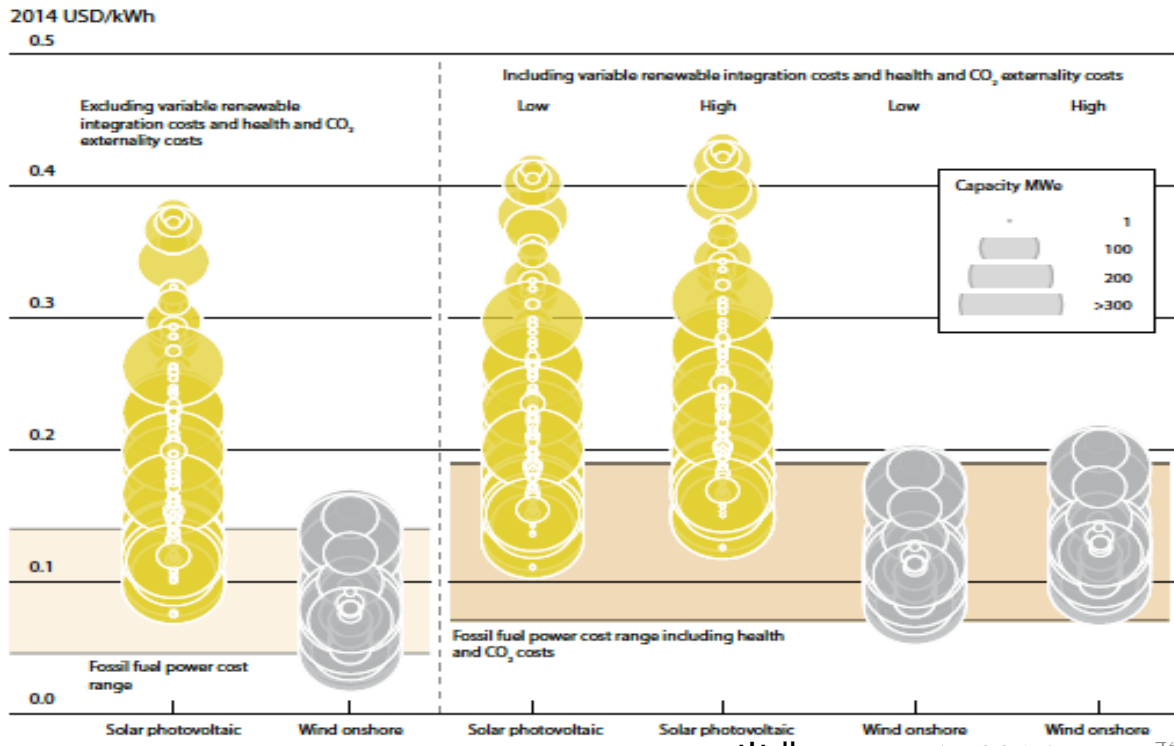 2014 USD/kWh
0.5
Including variable renewable integration costs and health and CO₂ externality costs
Low
High
Low
High
Excluding variable renewable
integration costs and health and CO₂
externality costs
0.4
Capacity MWe
1
100
200
>300
0.3
0.2
0.1
Fossil fuel power cost range including health
and CO₂ costs
Fossil fuel power cost
range
0.0
Solar photovoltaic
Wind onshore
Solar photovoltaic
Solar photovoltaic
Wind onshore
Wind onshore